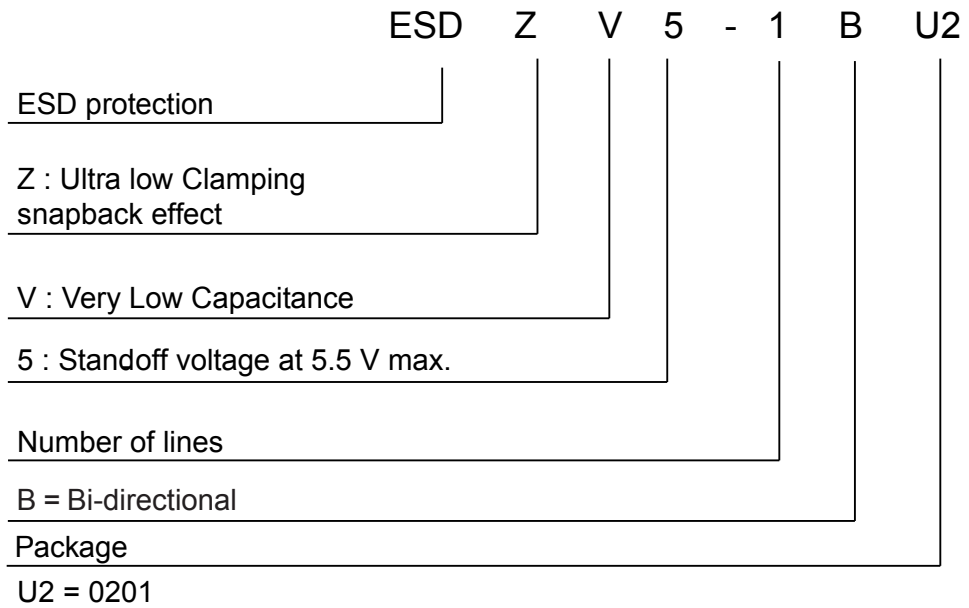 ESD Z V 5 - 1 B U2
ESD protection
Z : Ultra low Clamping
snapback effect
V : Very Low Capacitance
5 : Standoff voltage at 5.5 V max.
Number of lines
B = Bi-directional
Package
U2 = 0201